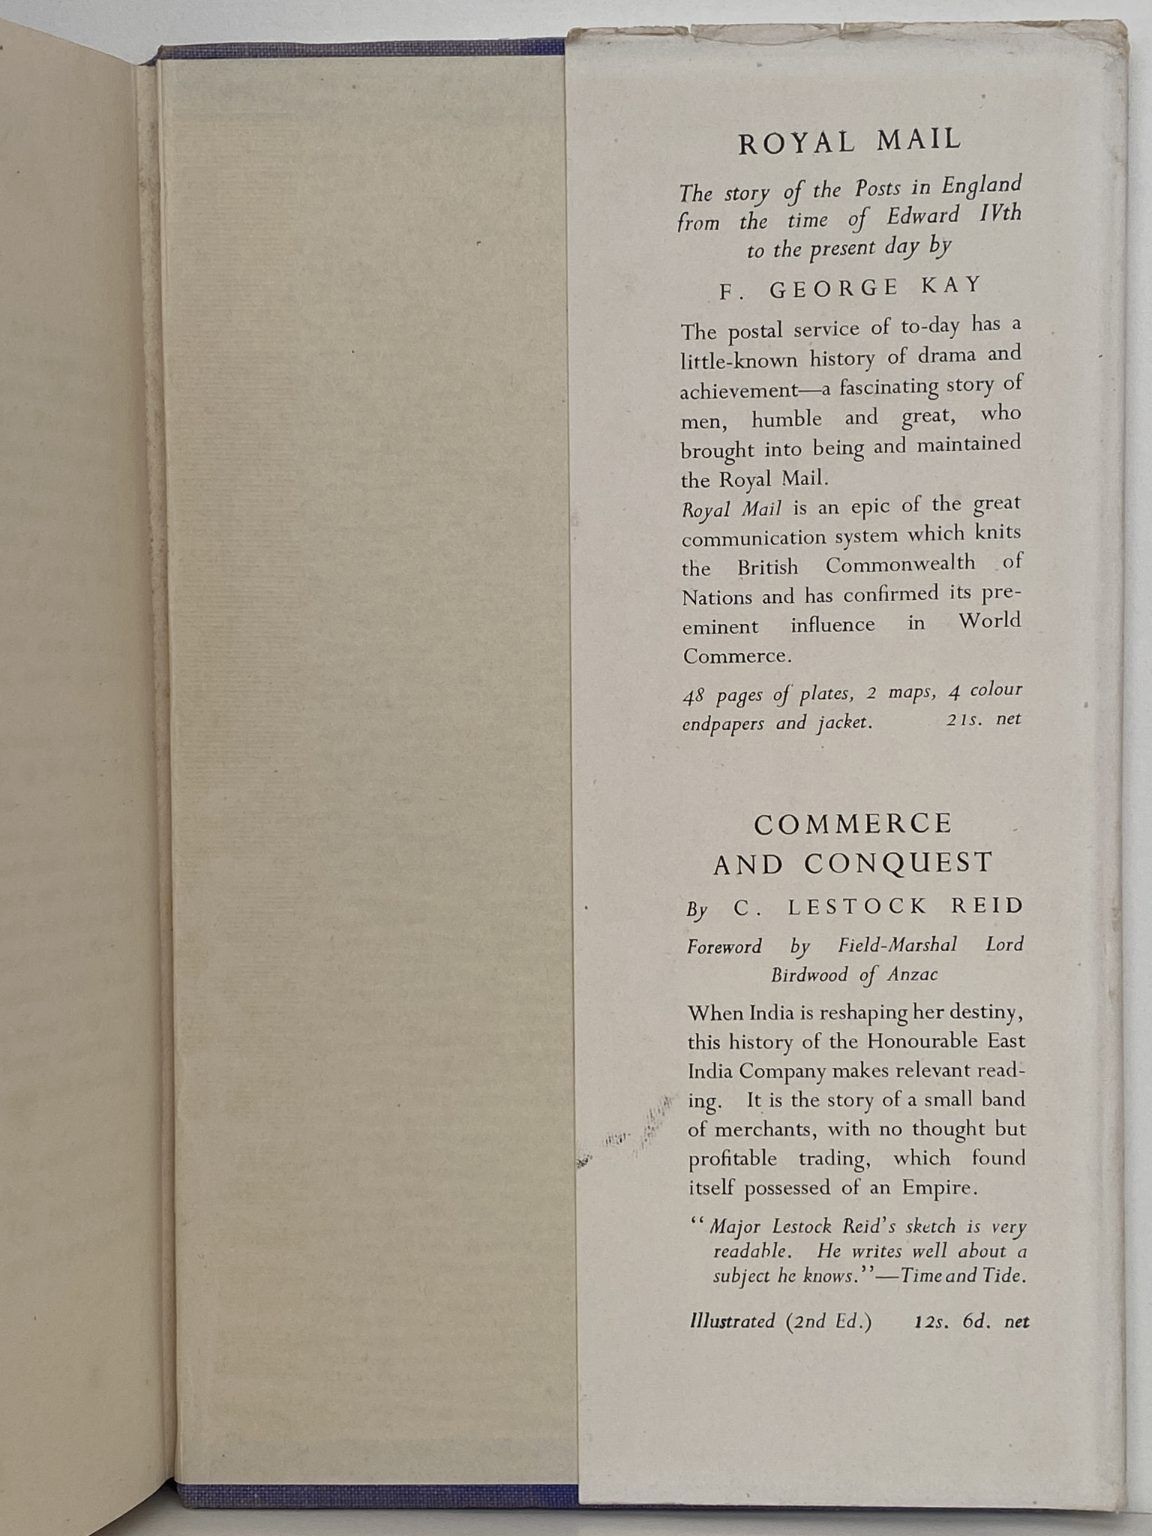 ROYAL MAIL
The story of the Posts in England
from the time of Edward IVth
to the present day by
F. GEORGE KAY
The postal service of to-day has a
little-known history of drama and
achievement—a fascinating story of
men, humble and great, who
brought into being and maintained
the Royal Mail.
Royal Mail is an epic of the great
communication system which knits
the British Commonwealth of
Nations and has confirmed its pre-
eminent influence in World
Commerce.
48 pages of plates, 2 maps, 4 colour
endpapers and jacket. 21s. net
COMMERCE
AND CONQUEST
By C. LESTOCK REID
Foreword by Field-Marshal Lord
Birdwood of Anzac
When India is reshaping her destiny,
this history of the Honourable East
India Company makes relevant read-
ing. It is the story of a small band
of merchants, with no thought but
profitable trading, which found
itself possessed of an Empire.
“Major Lestock Reid's sketch is very
readable. He writes well about a
subject he knows.”—Time and Tide.
Illustrated (2nd Ed.) 12s. 6d. net